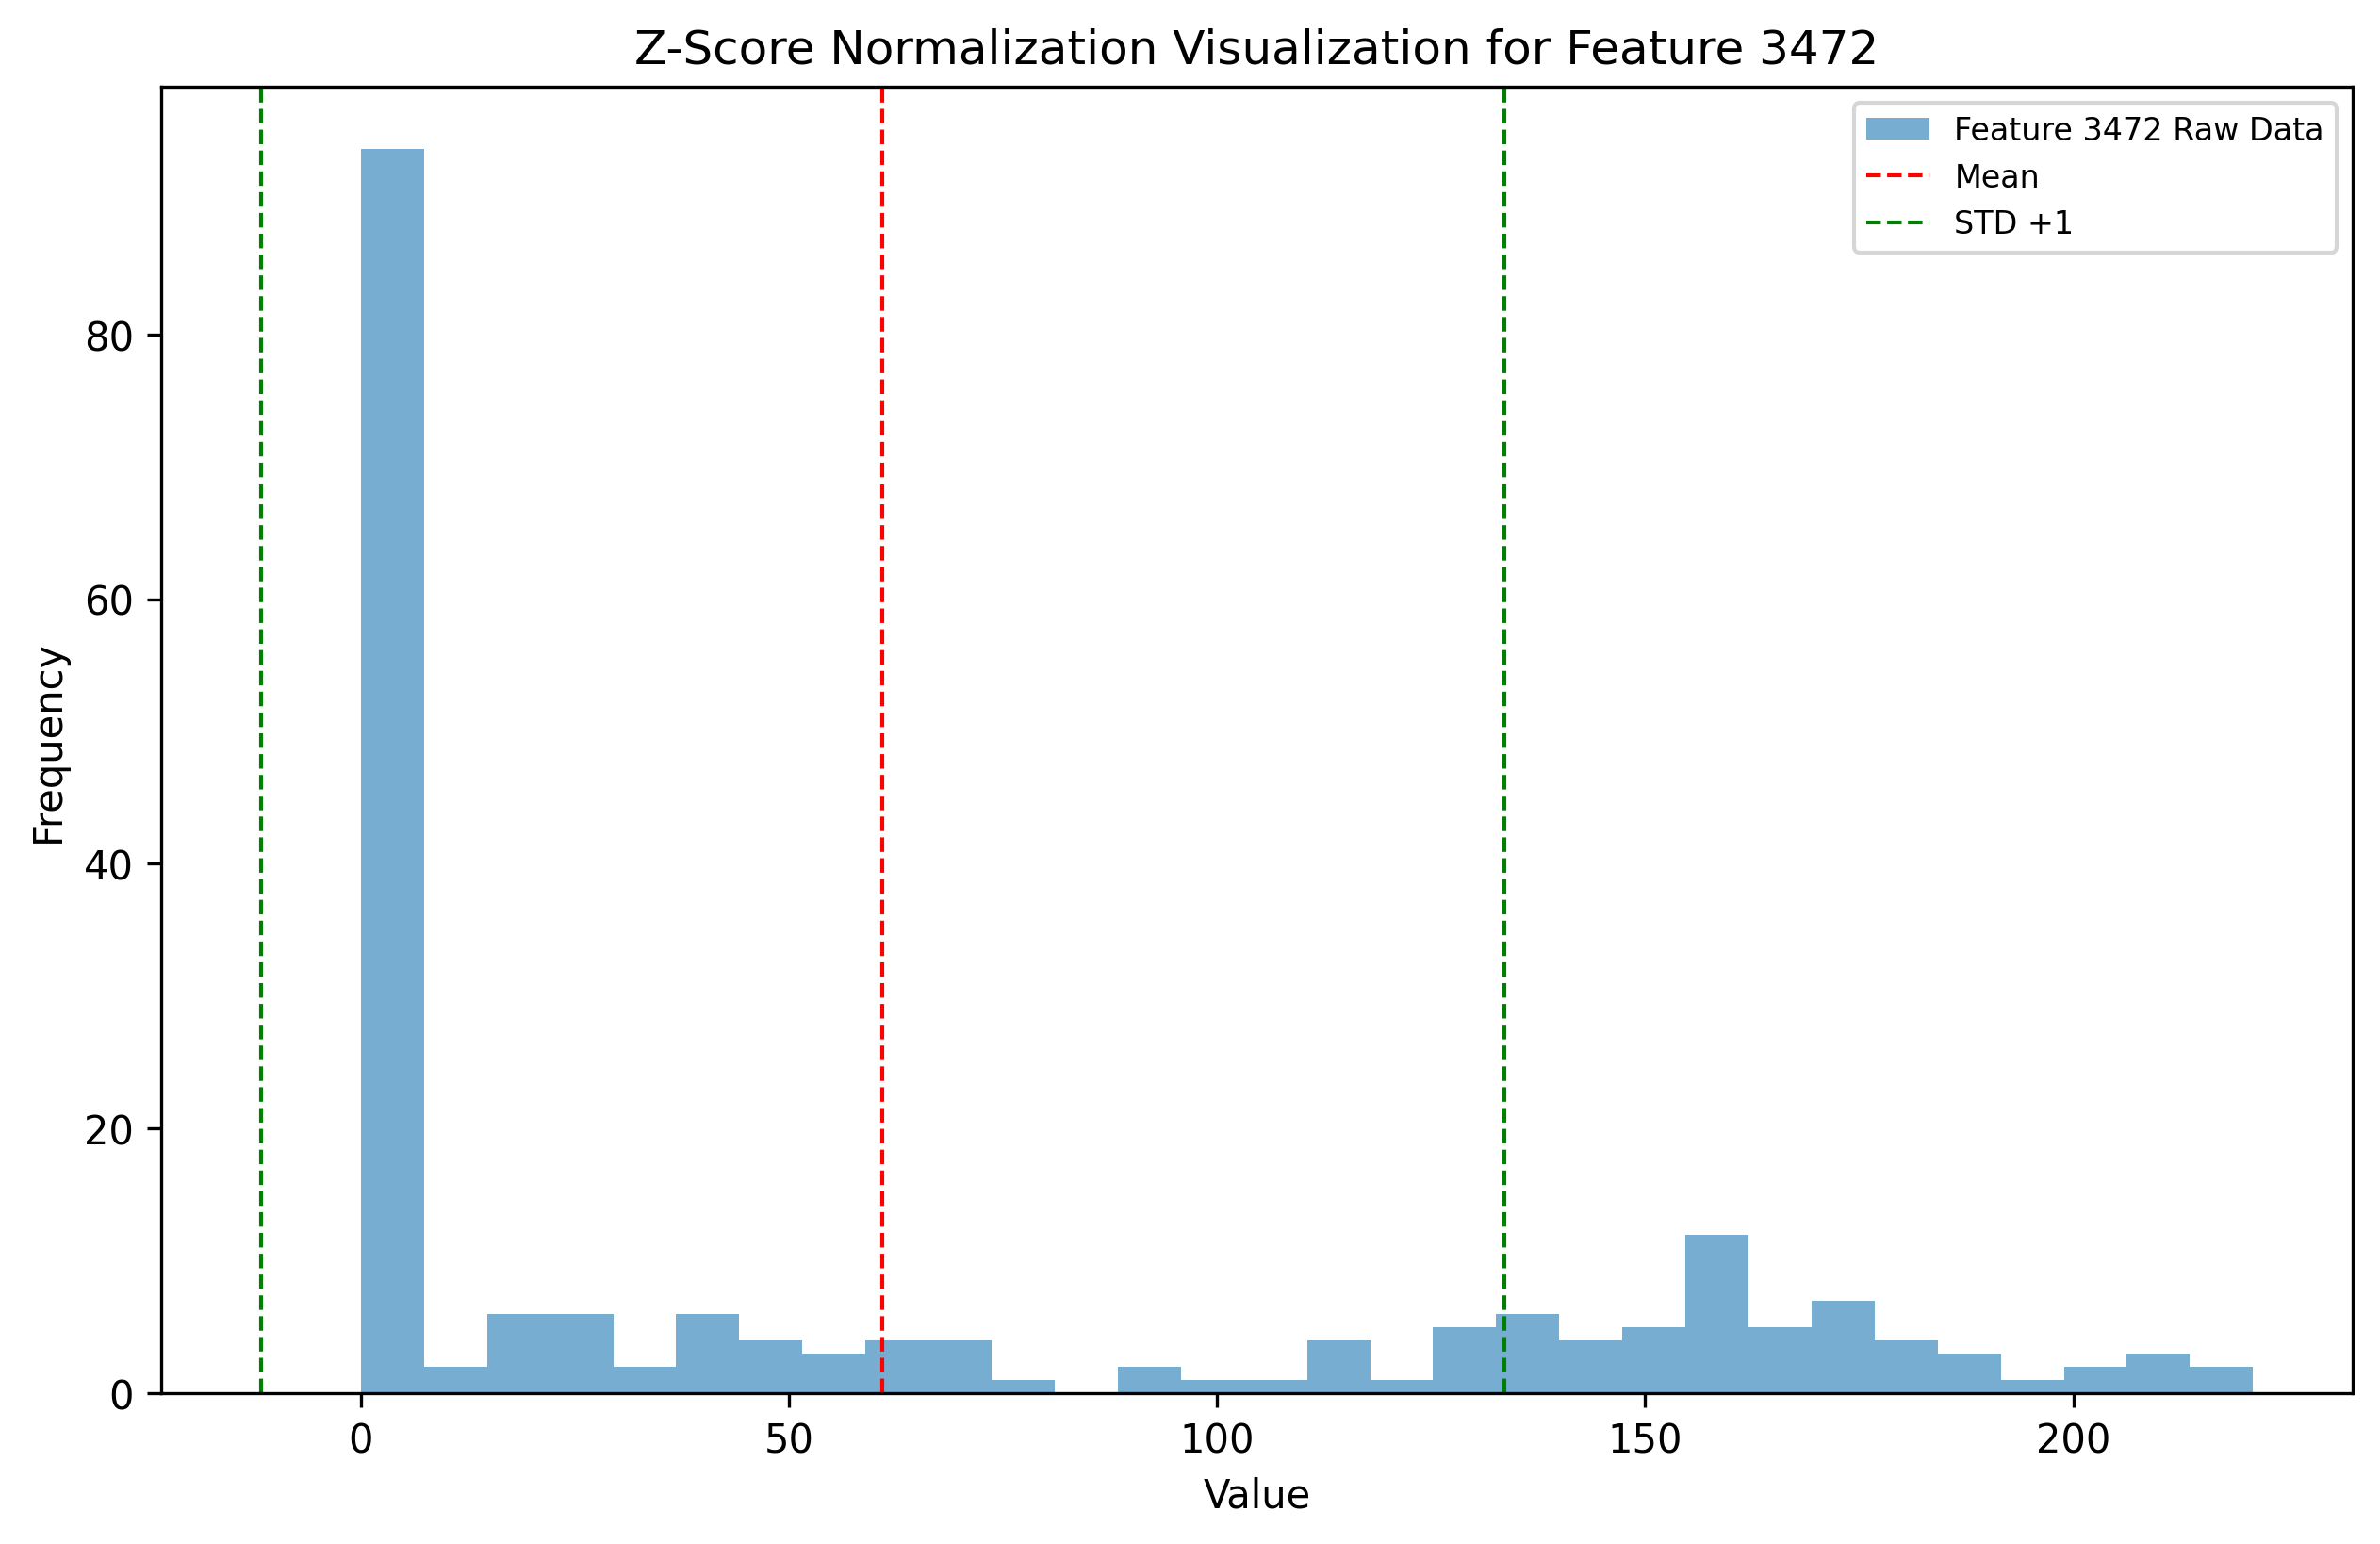 Z-Score Normalization Visualization for Feature 3472
Feature 3472 Raw Data
Mean
STD +1
80
60
40
20
0
Frequency
0 50 100 150 200
Value